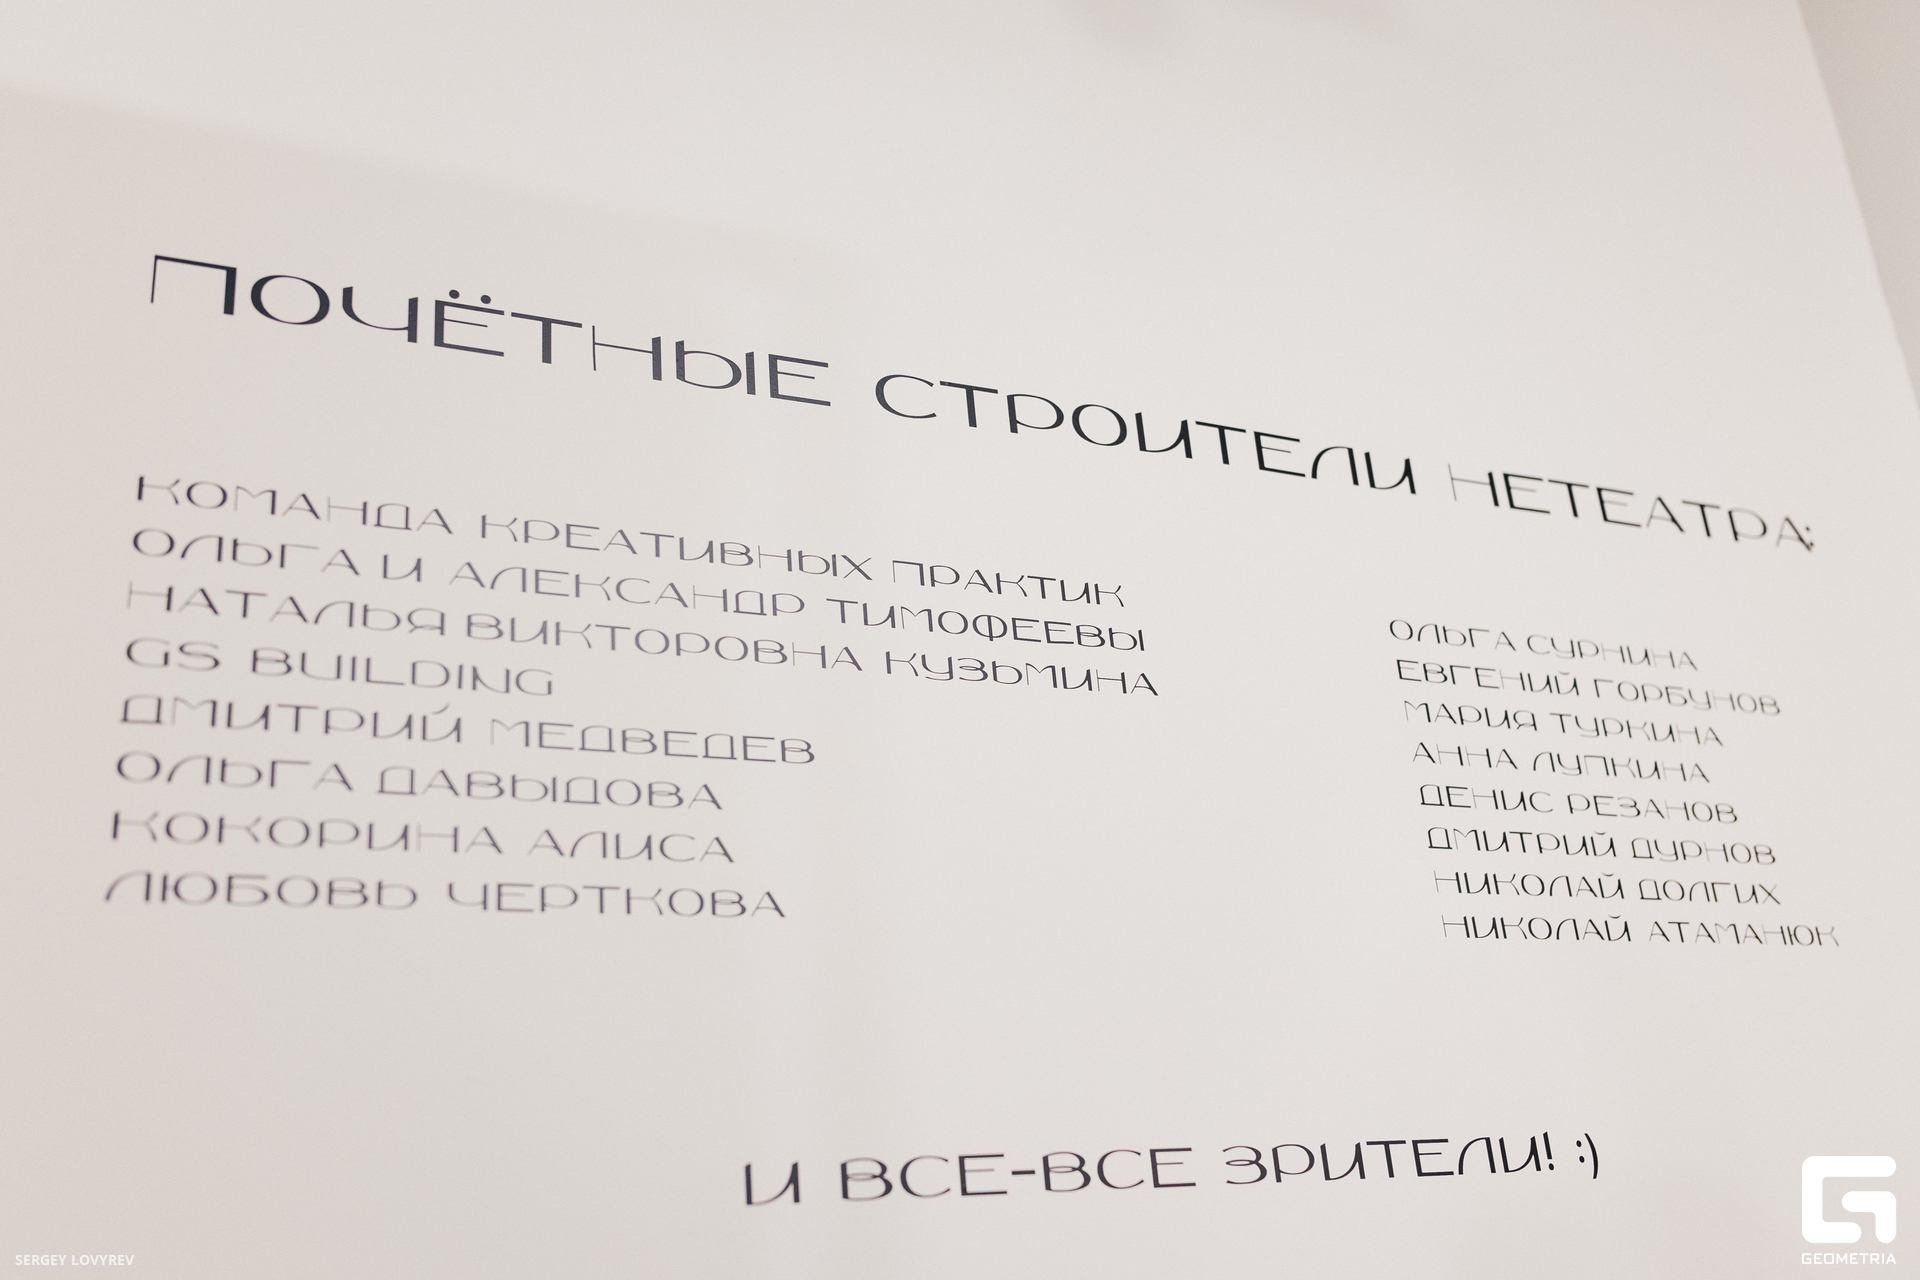 ПОЧЁТНЫЕ СТРОИТЕЛИ НЕТЕАТРА:
КОМАНДА КРЕАТИВНЫХ ПРАКТИК
ОЛЬГА И АЛЕКСАНДР ТИМОФЕЕВЫ
НАТАЛЬЯ ВИКТОРОВНА КУЗЬМИНА
GS BUILDING
ДМИТРИЙ МЕДВЕДЕВ
ОЛЬГА ДАВЫДОВА
КОКОРИНА АЛИСА
ЛЮБОВЬ ЧЕРТКОВА
ОЛЬГА СУРНИНА
ЕВГЕНИЙ ГОРБУНОВ
МАРИЯ ТУРКИНА
АННА ЛУПКИНА
ДЕНИС РЕЗАНОВ
ДМИТРИЙ ДУРНОВ
НИКОЛАЙ ДОЛГИХ
НИКОЛАЙ АТАМАНЮК
И ВСЕ-ВСЕ ЗРИТЕЛИ! :)
SERGEY LOVYREV
GEOMETRIA